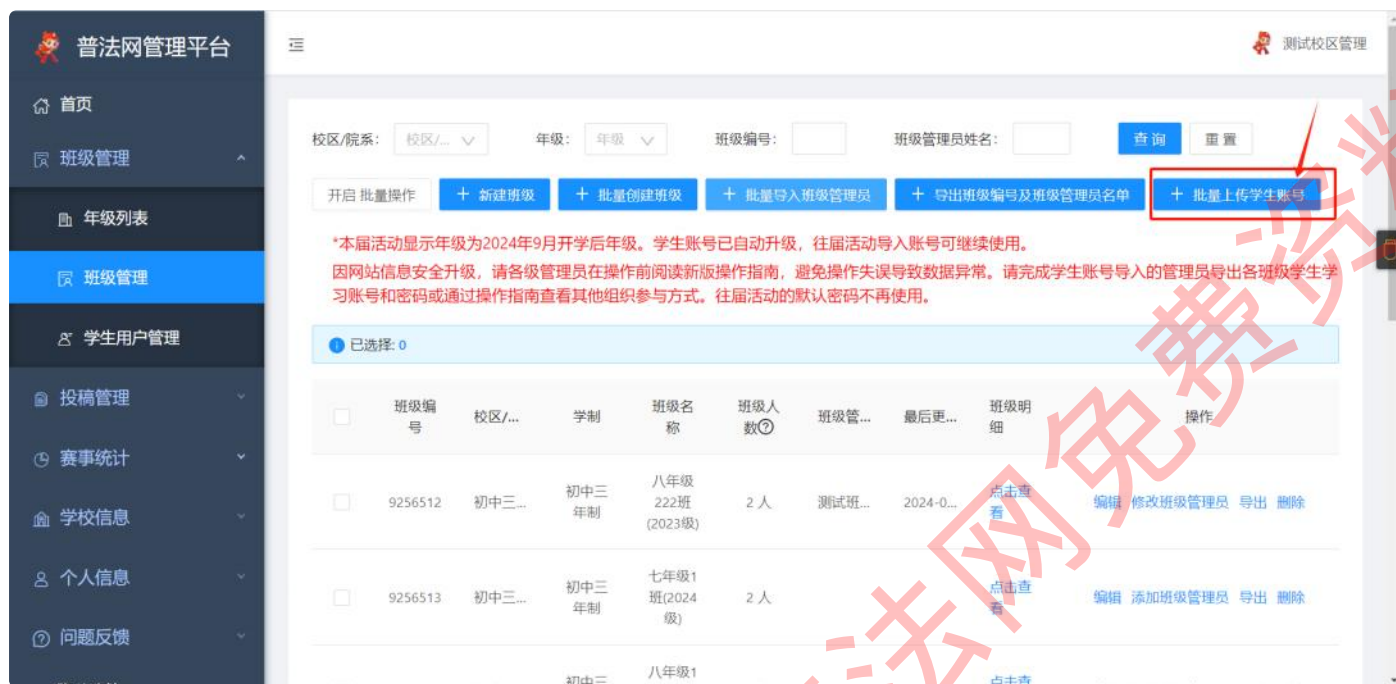 普法网管理平台
测试校区管理
首页
班级管理
年级列表
班级管理
学生用户管理
投稿管理
赛事统计
学校信息
个人信息
问题反馈
校区/院系： 校区/... 年级： 年级 班级编号： 班级管理员姓名： 查 询 重 置
开启 批量操作 + 新建班级 + 批量创建班级 + 批量导入班级管理员 + 导出班级编号及班级管理员名单 + 批量上传学生账号
*本届活动显示年级为2024年9月开学后年级。学生账号已自动升级，往届活动导入账号可继续使用。
因网站信息安全升级，请各级管理员在操作前阅读新版操作指南，避免操作失误导致数据异常。请完成学生账号导入的管理员导出各班级学生学
习账号和密码或通过操作指南查看其他组织参与方式。往届活动的默认密码不再使用。
已选择: 0
班级编号 校区/... 学制 班级名称 班级人数 班级管... 最后更... 班级明细 操作
9256512 初中三... 初中三年制 八年级222班(2023级) 2 人 测试班... 2024-0... 点击查看 编辑 修改班级管理员 导出 删除
9256513 初中三... 初中三年制 七年级1班(2024级) 2 人 点击查看 编辑 添加班级管理员 导出 删除
初中三 八年级1 点击查
法网免费资料